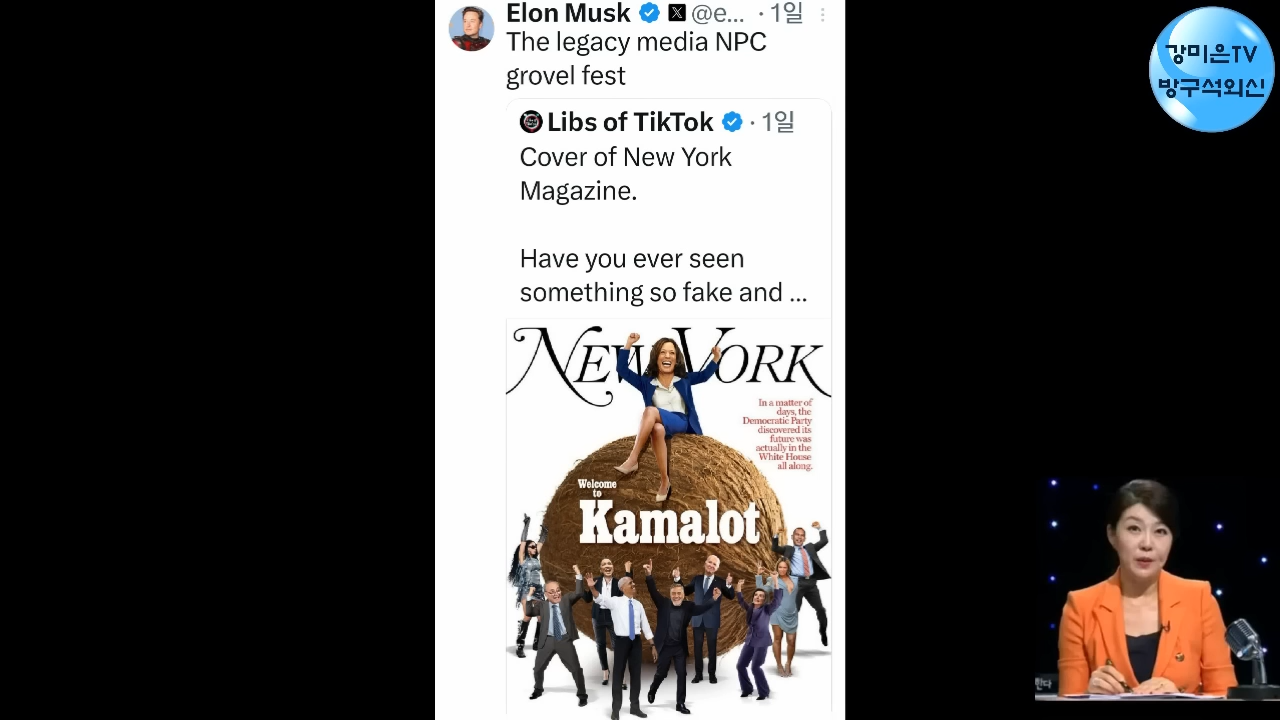 Elon Musk X @e... · 1일
The legacy media NPC
grovel fest
Libs of TikTok · 1일
Cover of New York
Magazine.
Have you ever seen
something so fake and ...
NEW YORK
In a matter of
days, the
Democratic Party
discovered its
future was
actually in the
White House
all along.
Welcome
to
Kamalot
강미은TV
방구석외신
한다